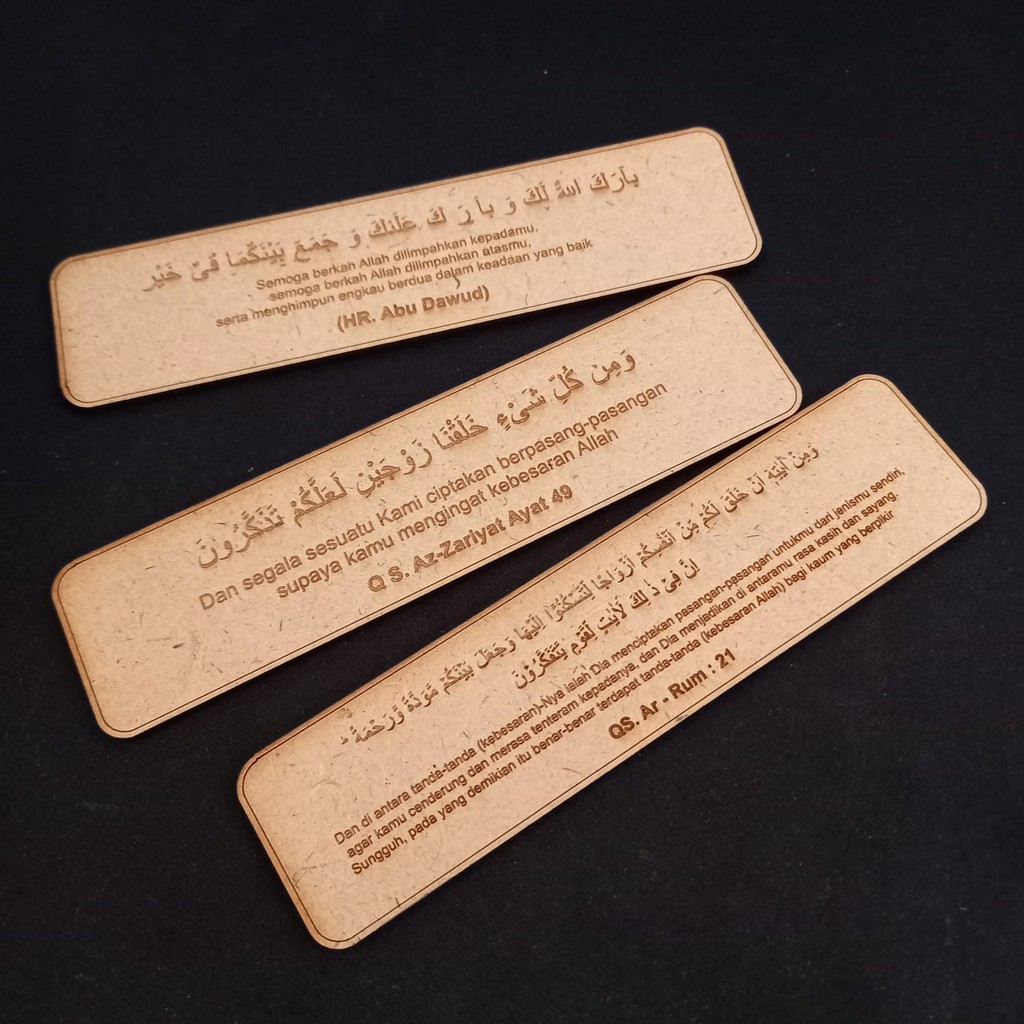 بَارَكَ اللهُ لَكَ وَ بَارَ كَ عَلَيْكَ وَ جَمَعَ بَيْنَكُمَا فِيْ خَيْر
Semoga berkah Allah dilimpahkan kepadamu,
semoga berkah Allah dilimpahkan atasmu,
serta menghimpun engkau berdua dalam keadaan yang baik
(HR. Abu Dawud)
وَمِن كُلِّ شَىْءٍ خَلَقْنَا زَوْجَيْنِ لَعَلَّكُمْ تَذَكَّرُونَ
Dan segala sesuatu Kami ciptakan berpasang-pasangan
supaya kamu mengingat kebesaran Allah
Q S. Az-Zariyat Ayat 49
وَمِنْ اٰيٰتِهٖٓ اَنْ خَلَقَ لَكُمْ مِّنْ اَنْفُسِكُمْ اَزْوَاجًا لِّتَسْكُنُوْٓا اِلَيْهَا وَجَعَلَ بَيْنَكُمْ مَّوَدَّةً وَّرَحْمَةً ۗ
اِنَّ فِيْ ذٰ لِكَ لَاٰيٰتٍ لِّقَوْمٍ يَّتَفَكَّرُوْنَ
Dan di antara tanda-tanda (kebesaran)-Nya ialah Dia menciptakan pasangan-pasangan untukmu dari jenismu sendiri,
agar kamu cenderung dan merasa tenteram kepadanya, dan Dia menjadikan di antaramu rasa kasih dan sayang.
Sungguh, pada yang demikian itu benar-benar terdapat tanda-tanda (kebesaran Allah) bagi kaum yang berpikir
QS. Ar - Rum : 21